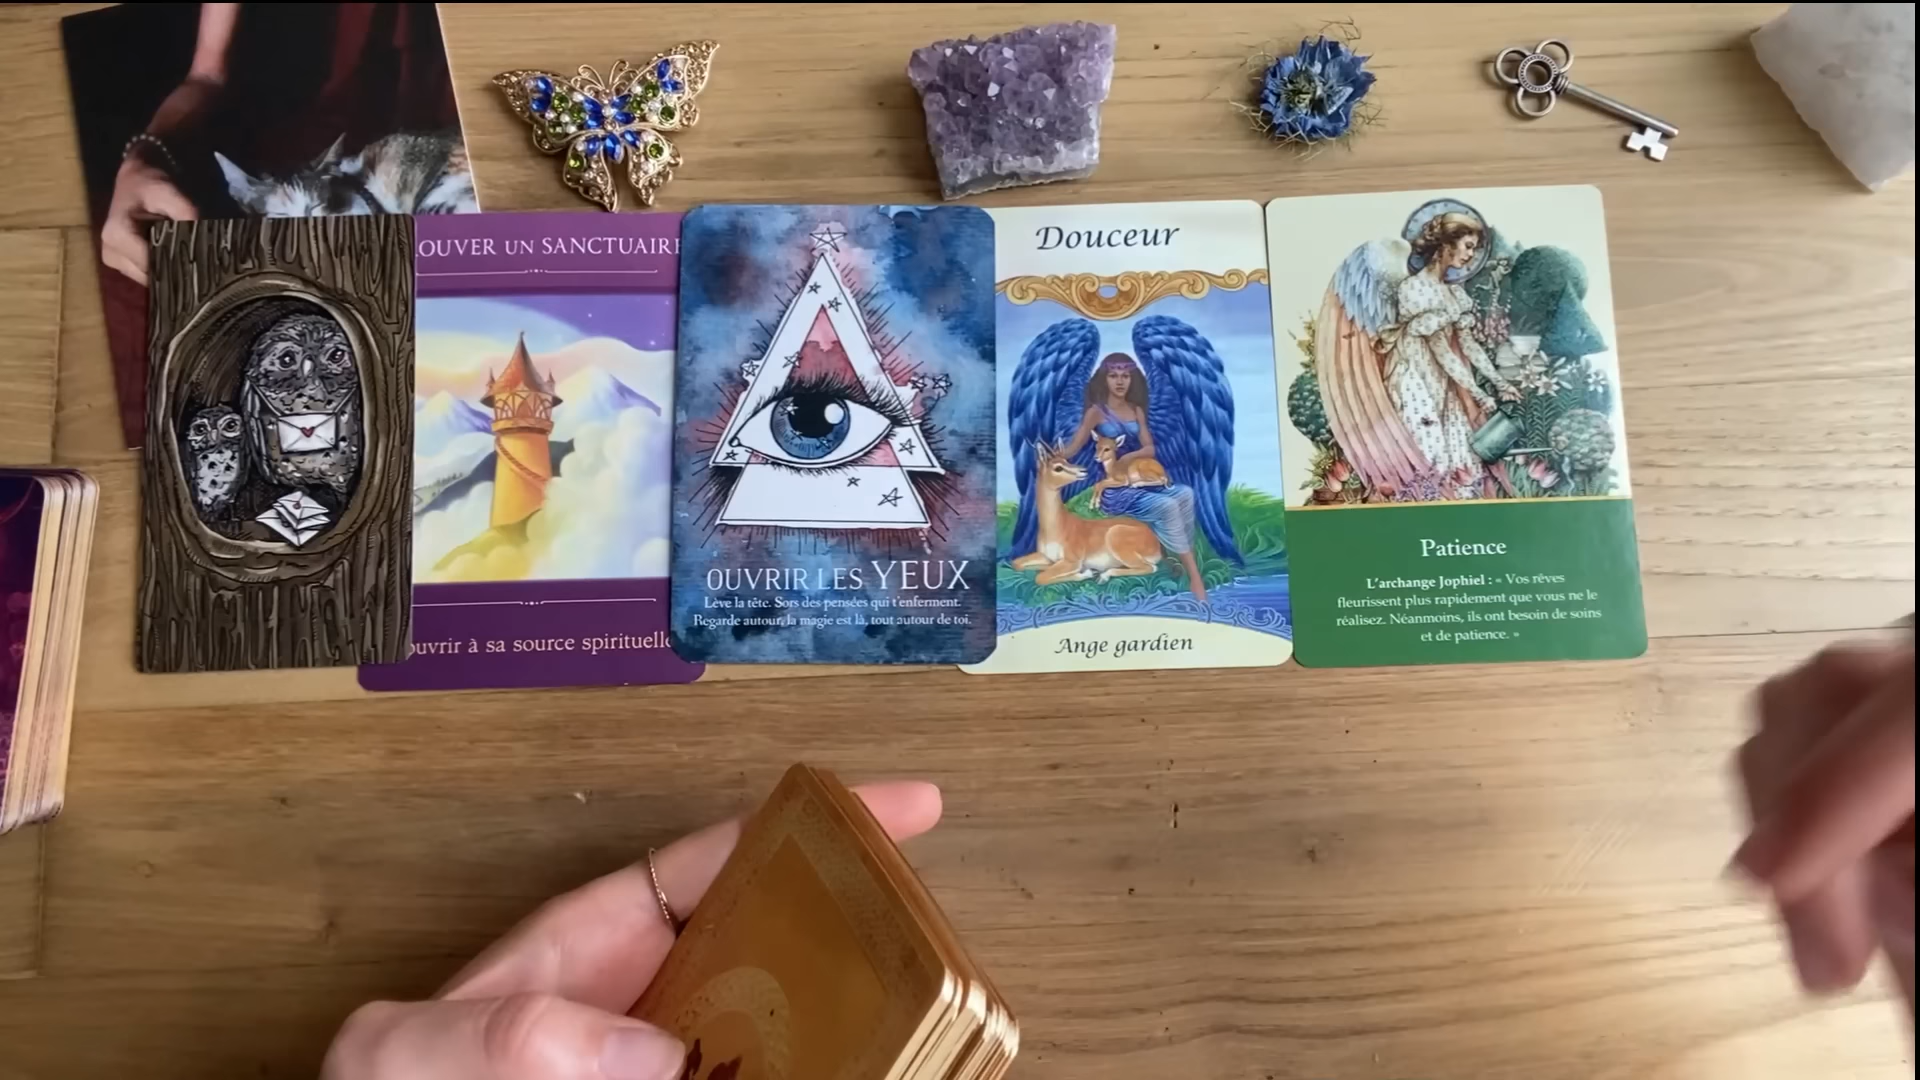 OUVER UN SANCTUAIRE
ouvrir à sa source spirituelle
OUVRIR LES YEUX
Lève la tête. Sors des pensées qui t'enferment.
Regarde autour, la magie est là, tout autour de toi.
Douceur
Ange gardien
Patience
L'archange Jophiel : « Vos rêves
fleurissent plus rapidement que vous ne le
réalisez. Néanmoins, ils ont besoin de soins
et de patience. »